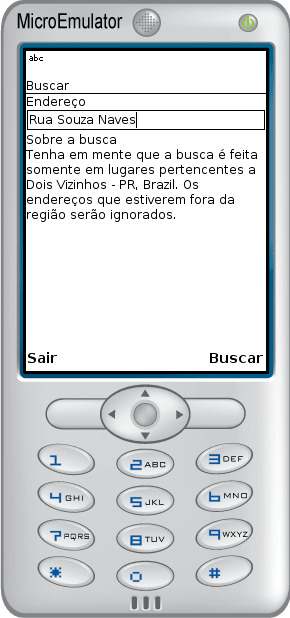 MicroEmulator
abc
Buscar
Endereço
Rua Souza Naves
Sobre a busca
Tenha em mente que a busca é feita
somente em lugares pertencentes a
Dois Vizinhos - PR, Brazil. Os
endereços que estiverem fora da
região serão ignorados.
Sair Buscar
1 2 ABC 3 DEF
4 GHI 5 JKL 6 MNO
7 PQRS 8 TUV 9 WXYZ
* 0 #